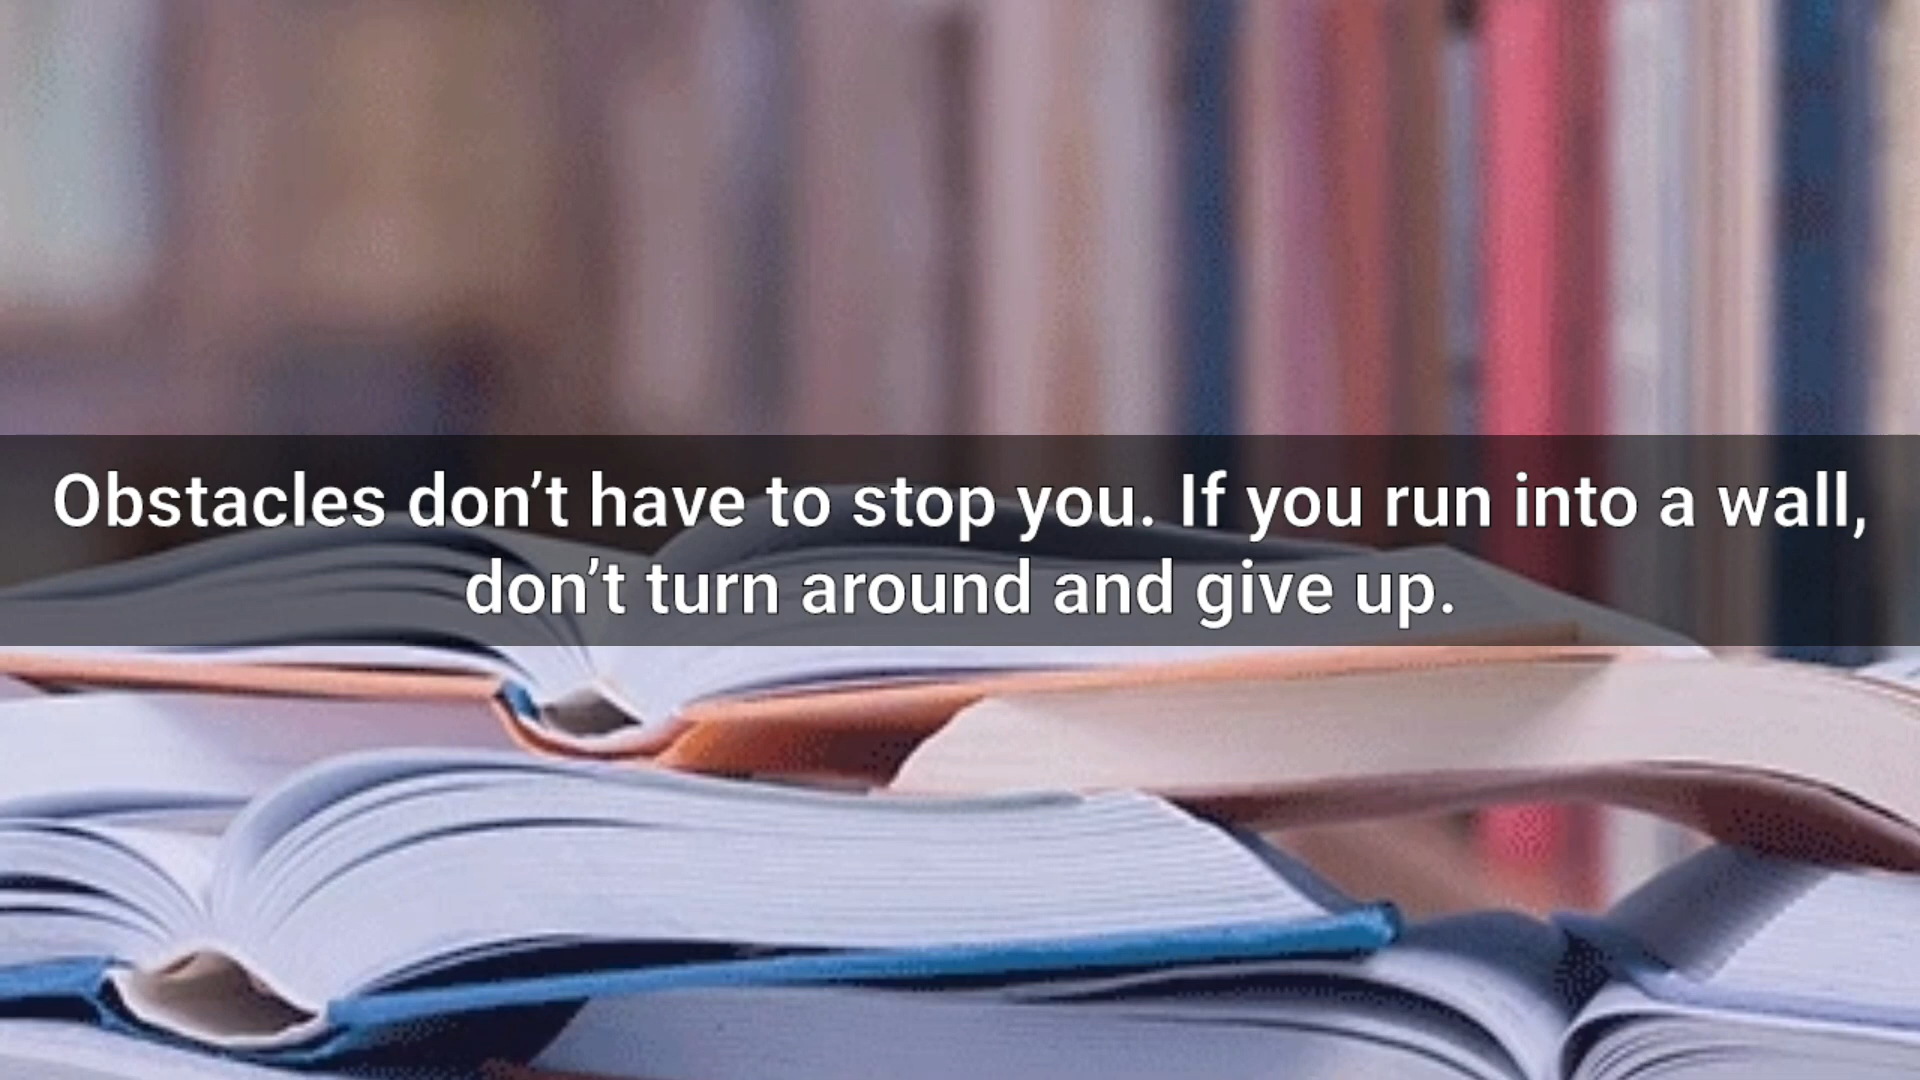 Obstacles don’t have to stop you. If you run into a wall,
don’t turn around and give up.